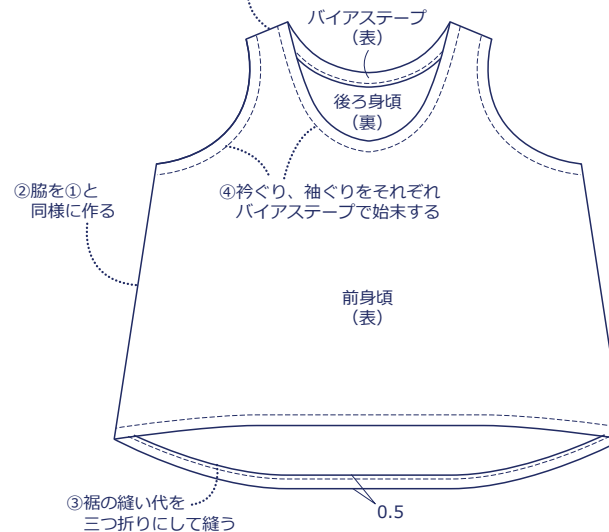 バイアステープ
（表）
後ろ身頃
（裏）
②脇を①と
同様に作る
④衿ぐり、袖ぐりをそれぞれ
バイアステープで始末する
前身頃
（表）
③裾の縫い代を
三つ折りにして縫う
0.5